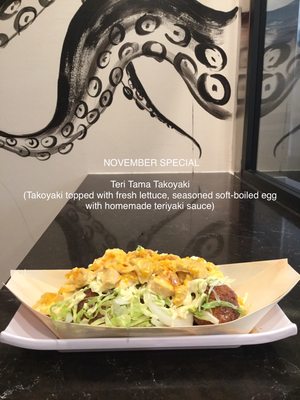 NOVEMBER SPECIAL
Teri Tama Takoyaki
(Takoyaki topped with fresh lettuce, seasoned soft-boiled egg
with homemade teriyaki sauce)